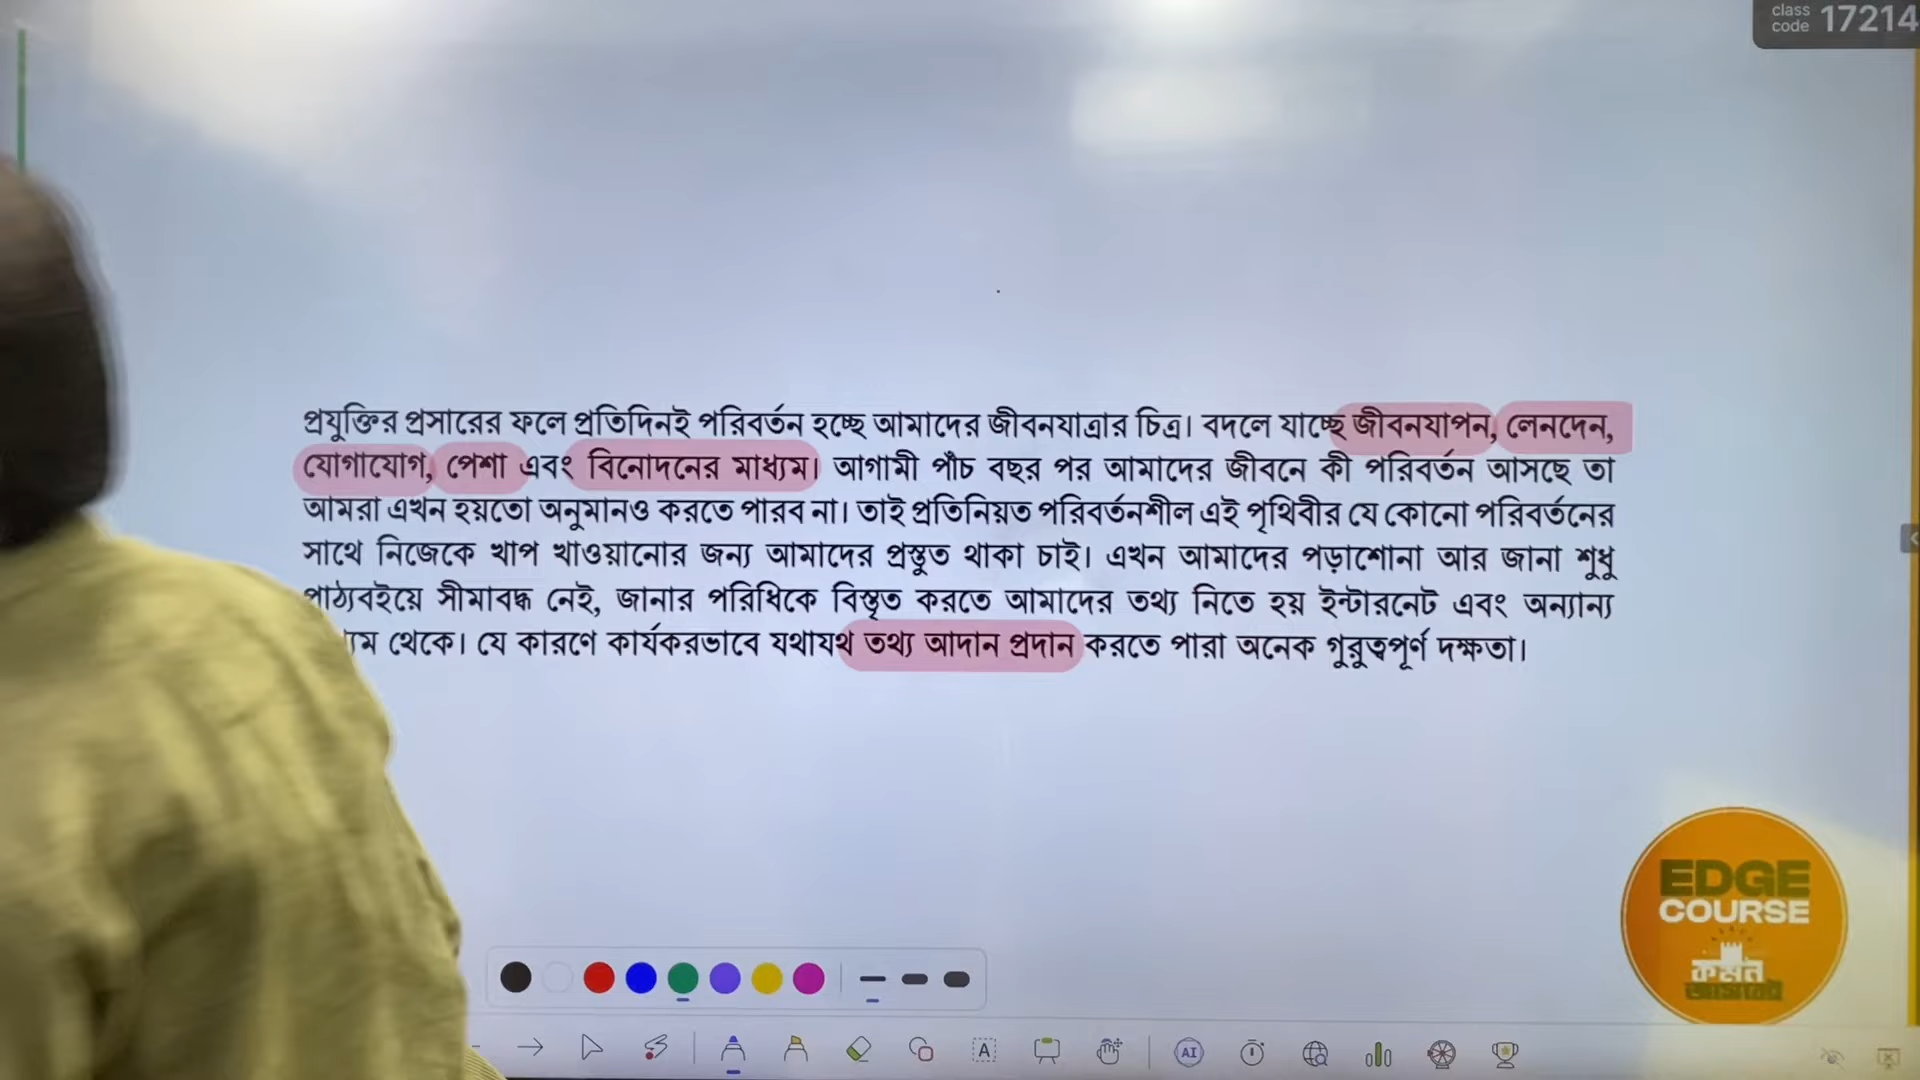 class
code 17214
প্রযুক্তির প্রসারের ফলে প্রতিদিনই পরিবর্তন হচ্ছে আমাদের জীবনযাত্রার চিত্র। বদলে যাচ্ছে জীবনযাপন, লেনদেন,
যোগাযোগ, পেশা এবং বিনোদনের মাধ্যম। আগামী পাঁচ বছর পর আমাদের জীবনে কী পরিবর্তন আসছে তা
আমরা এখন হয়তো অনুমানও করতে পারব না। তাই প্রতিনিয়ত পরিবর্তনশীল এই পৃথিবীর যে কোনো পরিবর্তনের
সাথে নিজেকে খাপ খাওয়ানোর জন্য আমাদের প্রস্তুত থাকা চাই। এখন আমাদের পড়াশোনা আর জানা শুধু
পাঠ্যবইয়ে সীমাবদ্ধ নেই, জানার পরিধিকে বিস্তৃত করতে আমাদের তথ্য নিতে হয় ইন্টারনেট এবং অন্যান্য
থেকে। যে কারণে কার্যকরভাবে যথাযথ তথ্য আদান প্রদান করতে পারা অনেক গুরুত্বপূর্ণ দক্ষতা।
EDGE
COURSE
কমন
A
AI